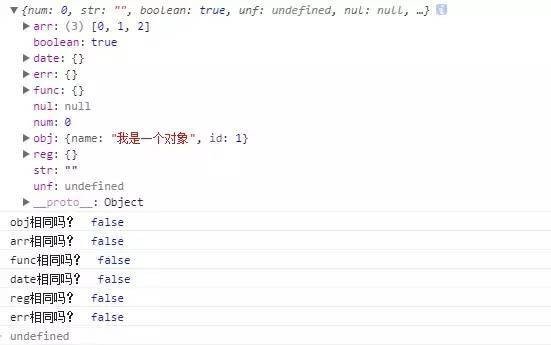 ▼{num: 0, str: "", boolean: true, unf: undefined, nul: null, …} i
▶ arr: (3) [0, 1, 2]
boolean: true
▶ date: {}
▶ err: {}
▶ func: {}
nul: null
num: 0
▶ obj: {name: "我是一个对象", id: 1}
▶ reg: {}
str: ""
unf: undefined
▶ __proto__: Object
obj相同吗? false
arr相同吗? false
func相同吗? false
date相同吗? false
reg相同吗? false
err相同吗? false
undefined